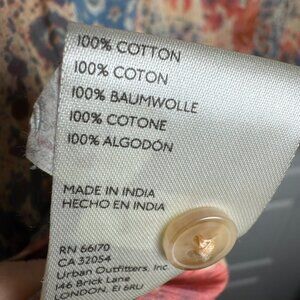 100% COTTON
100% COTON
100% BAUMWOLLE
100% COTONE
100% ALGODÓN
MADE IN INDIA
HECHO EN INDIA
RN 66170
CA 32054
Urban Outfitters, Inc
146 Brick Lane
LONDON, E1 6RU